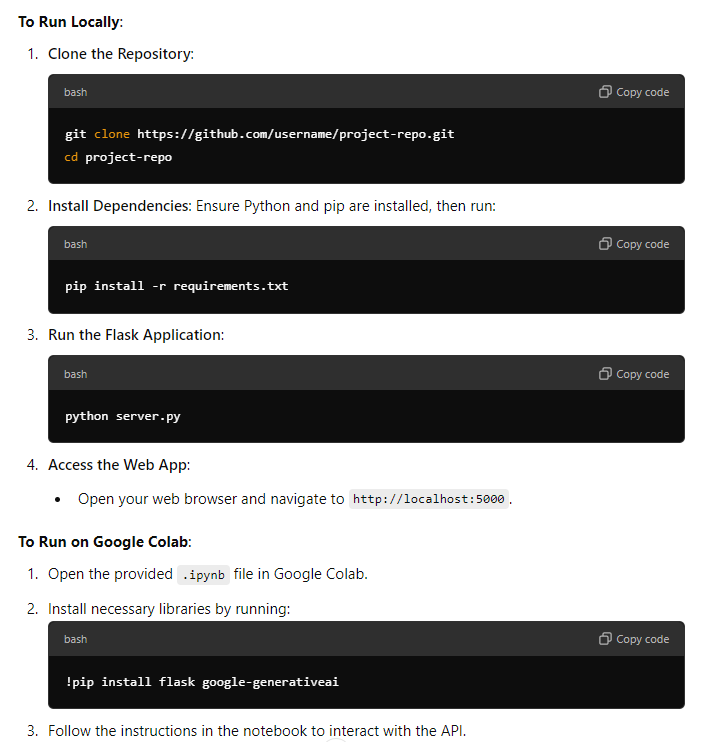 To Run Locally:
1. Clone the Repository:
bash Copy code
git clone https://github.com/username/project-repo.git
cd project-repo
2. Install Dependencies: Ensure Python and pip are installed, then run:
bash Copy code
pip install -r requirements.txt
3. Run the Flask Application:
bash Copy code
python server.py
4. Access the Web App:
• Open your web browser and navigate to http://localhost:5000.
To Run on Google Colab:
1. Open the provided .ipynb file in Google Colab.
2. Install necessary libraries by running:
bash Copy code
!pip install flask google-generativeai
3. Follow the instructions in the notebook to interact with the API.